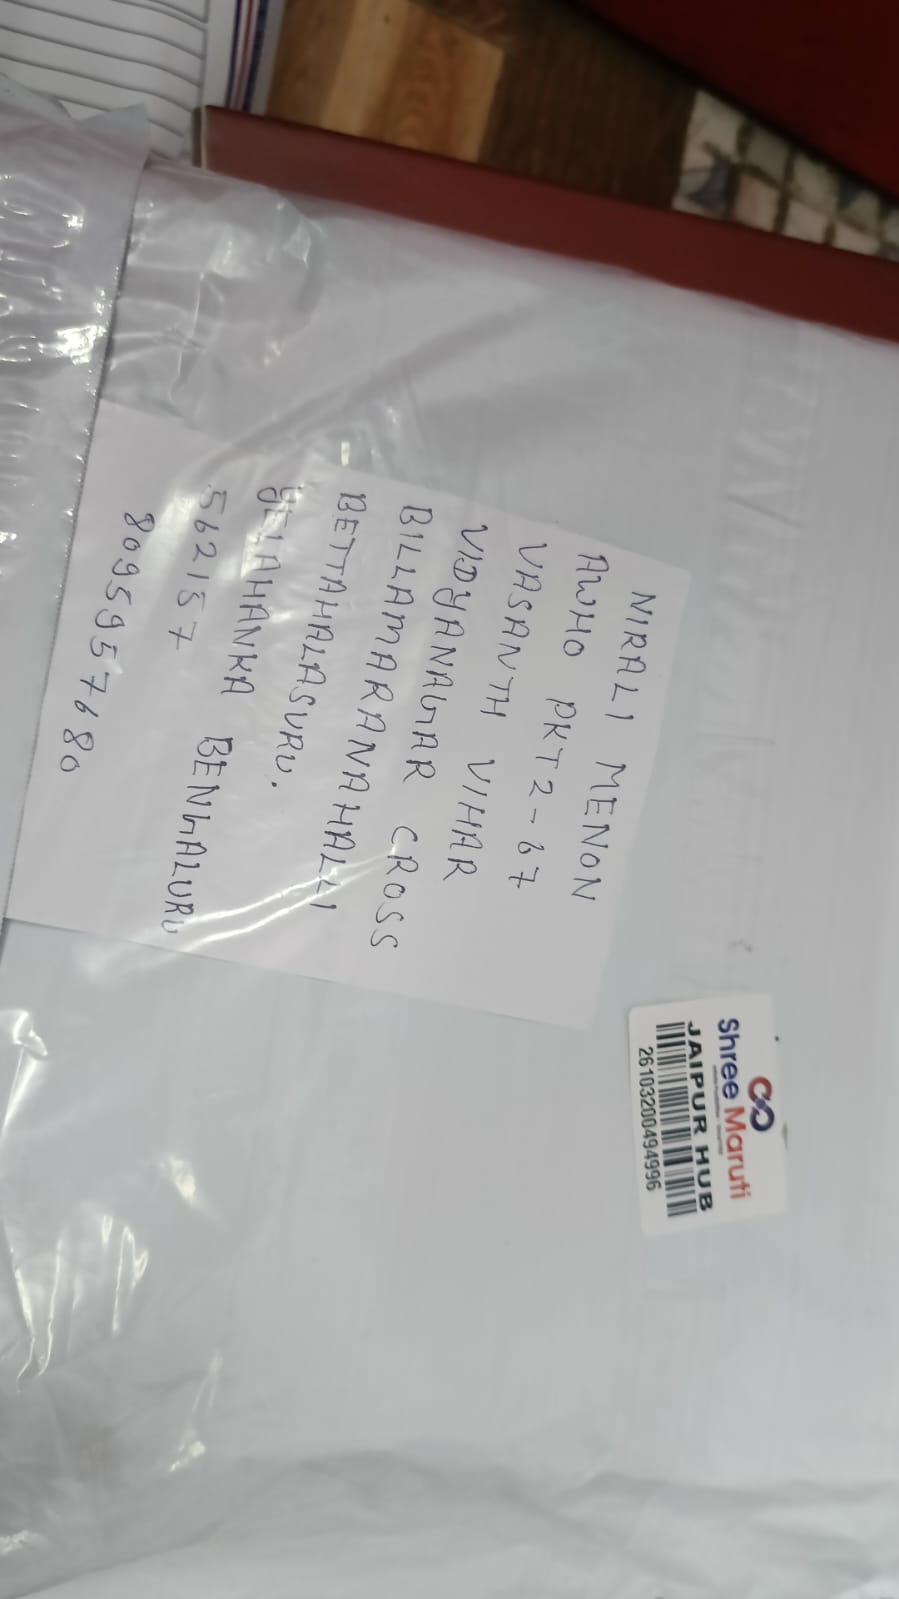 NIRALI MENON
AWHO PKT2-67
VASANTH VIHAR
VIDYANAGAR CROSS
BILLAMARANAHALLI
BETTAHALASURU.
YELAHANKA BENGALURU
562157
8095957680
Shree Maruti
JAIPUR HUB
26103200494996